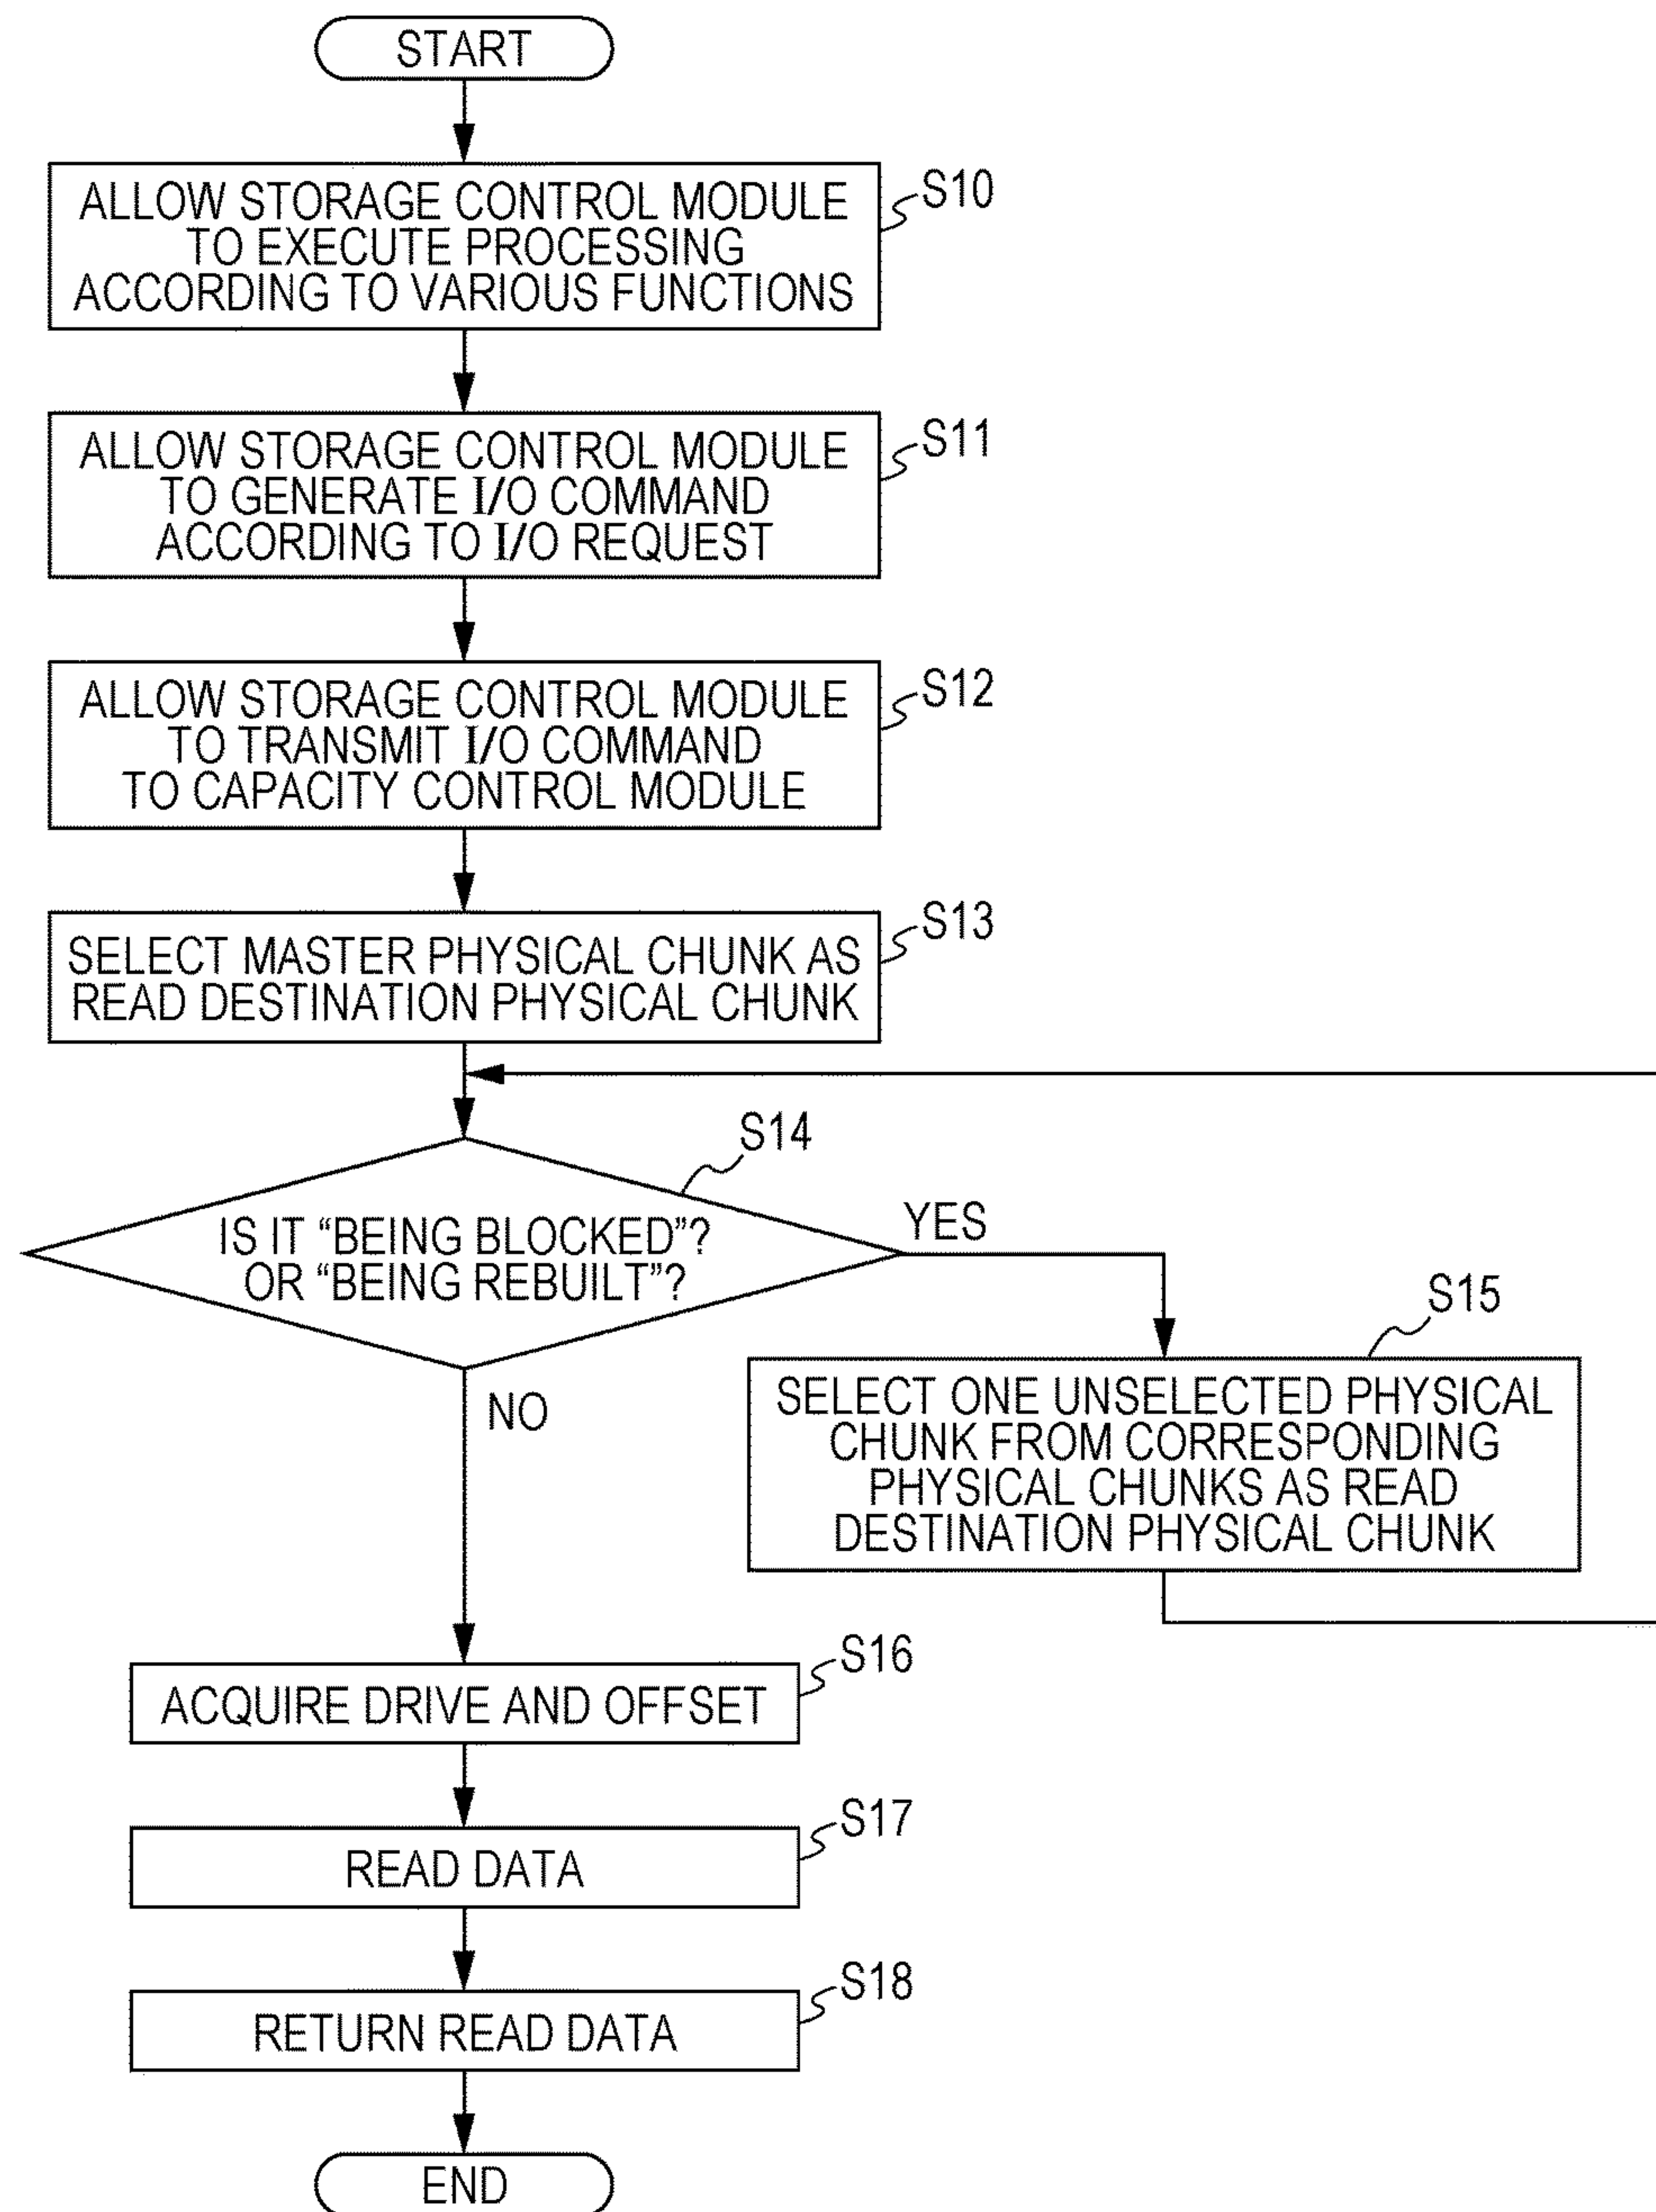 START
ALLOW STORAGE CONTROL MODULE
TO EXECUTE PROCESSING
ACCORDING TO VARIOUS FUNCTIONS
S10
ALLOW STORAGE CONTROL MODULE
TO GENERATE I/O COMMAND
ACCORDING TO I/O REQUEST
S11
ALLOW STORAGE CONTROL MODULE
TO TRANSMIT I/O COMMAND
TO CAPACITY CONTROL MODULE
S12
SELECT MASTER PHYSICAL CHUNK AS
READ DESTINATION PHYSICAL CHUNK
S13
S14
IS IT “BEING BLOCKED”?
OR “BEING REBUILT”?
YES
NO
S15
SELECT ONE UNSELECTED PHYSICAL
CHUNK FROM CORRESPONDING
PHYSICAL CHUNKS AS READ
DESTINATION PHYSICAL CHUNK
ACQUIRE DRIVE AND OFFSET
S16
READ DATA
S17
RETURN READ DATA
S18
END